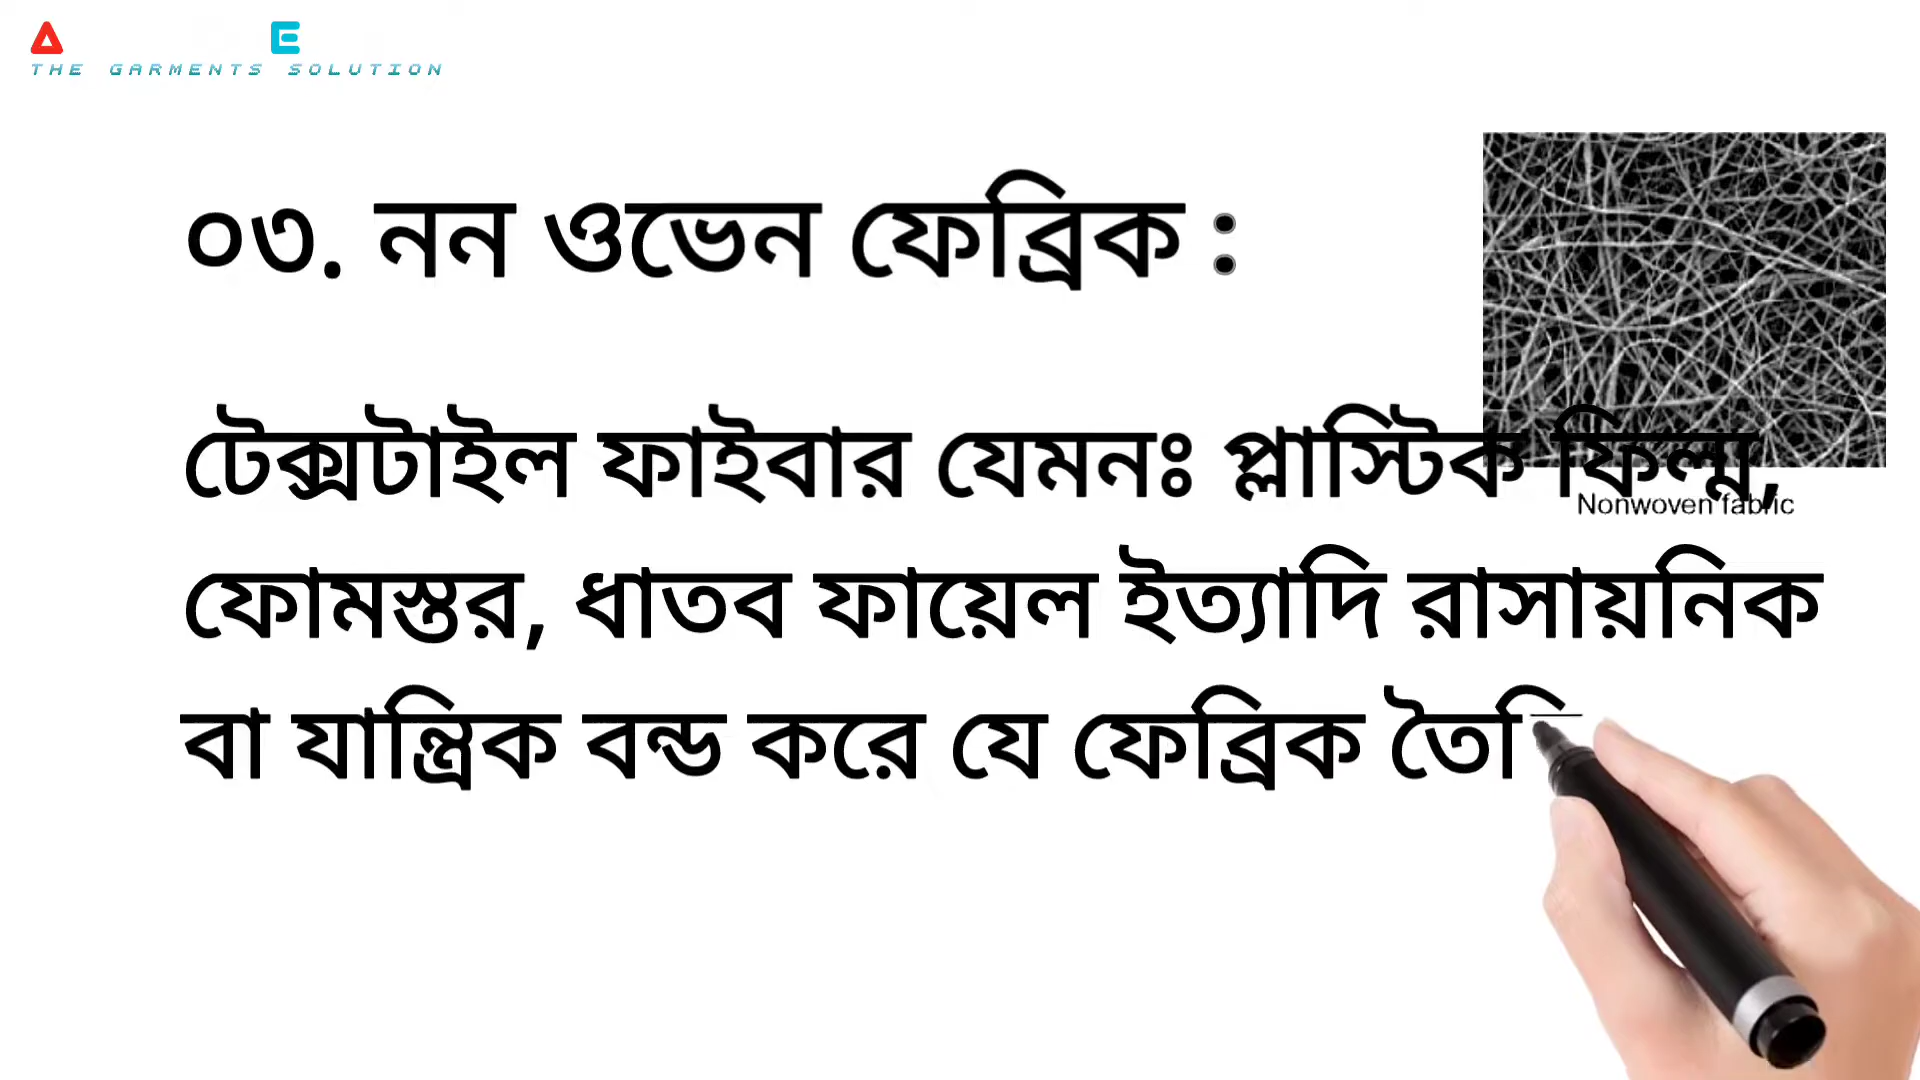 A E
THE GARMENTS SOLUTION
০৩. নন ওভেন ফেব্রিক :
টেক্সটাইল ফাইবার যেমনঃ প্লাস্টিক ফিল্ম,
Nonwoven fabric
ফোমস্তর, ধাতব ফায়েল ইত্যাদি রাসায়নিক
বা যান্ত্রিক বন্ড করে যে ফেব্রিক